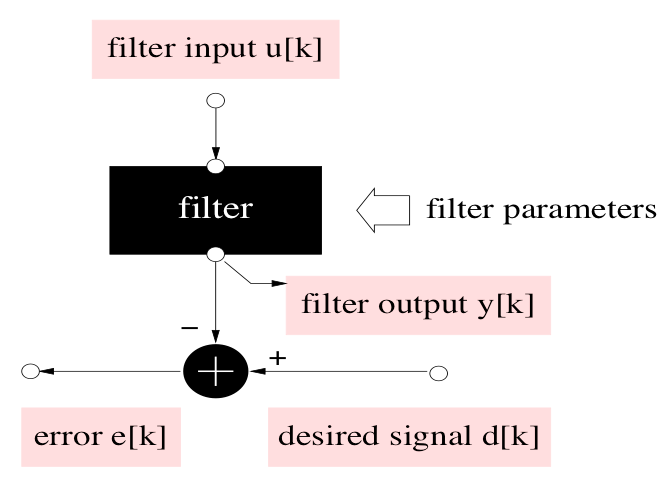 filter input u[k]
filter
filter parameters
filter output y[k]
−
+
+
error e[k]
desired signal d[k]